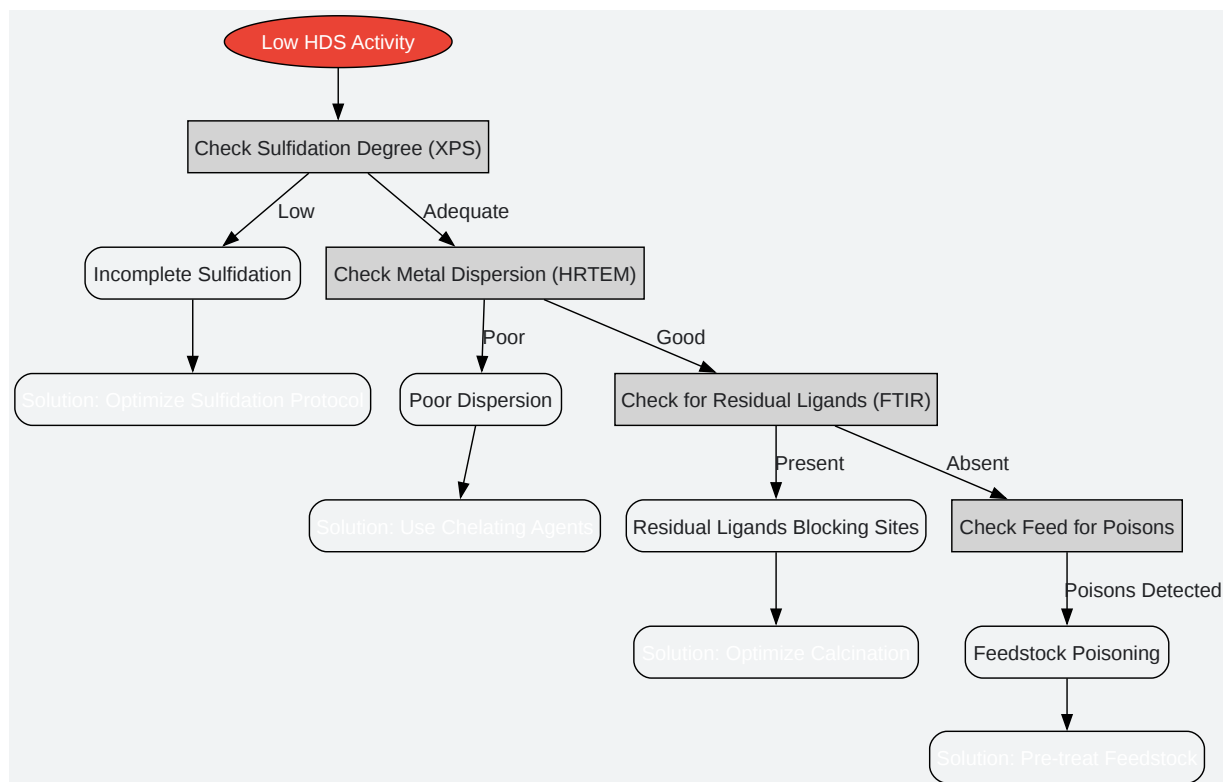 Low HDS Activity
Check Sulfidation Degree (XPS)
Low
Adequate
Incomplete Sulfidation
Check Metal Dispersion (HRTEM)
Poor
Good
Solution: Optimize Sulfidation Protocol
Poor Dispersion
Check for Residual Ligands (FTIR)
Present
Absent
Solution: Use Chelating Agents
Residual Ligands Blocking Sites
Check Feed for Poisons
Poisons Detected
Solution: Optimize Calcination
Feedstock Poisoning
Solution: Pre-treat Feedstock